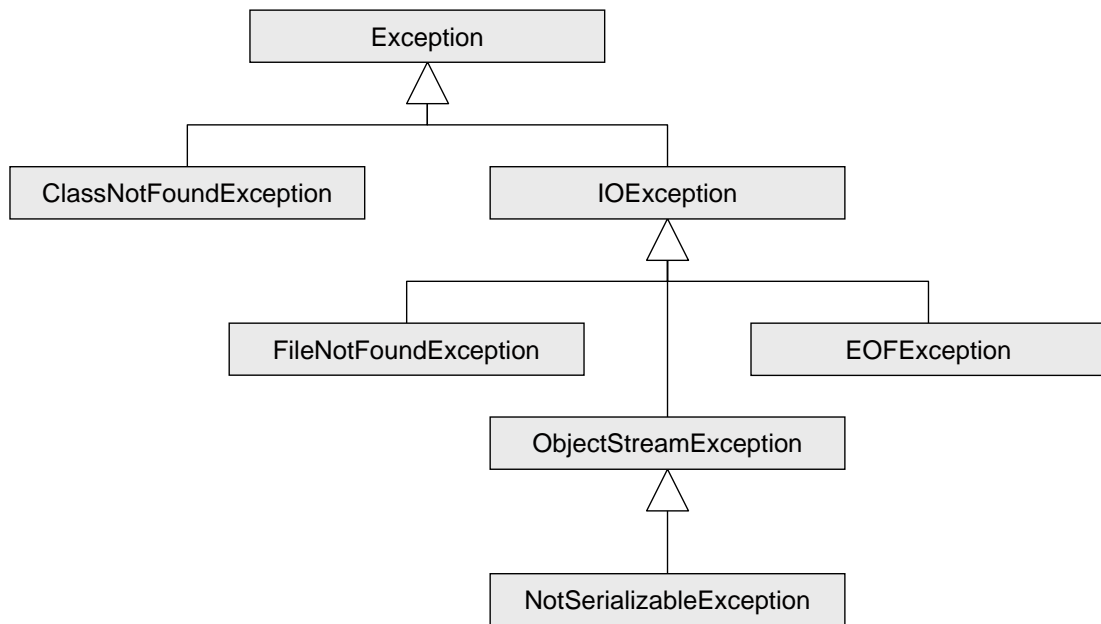 Exception
ClassNotFoundException
IOException
FileNotFoundException
EOFException
ObjectStreamException
NotSerializableException